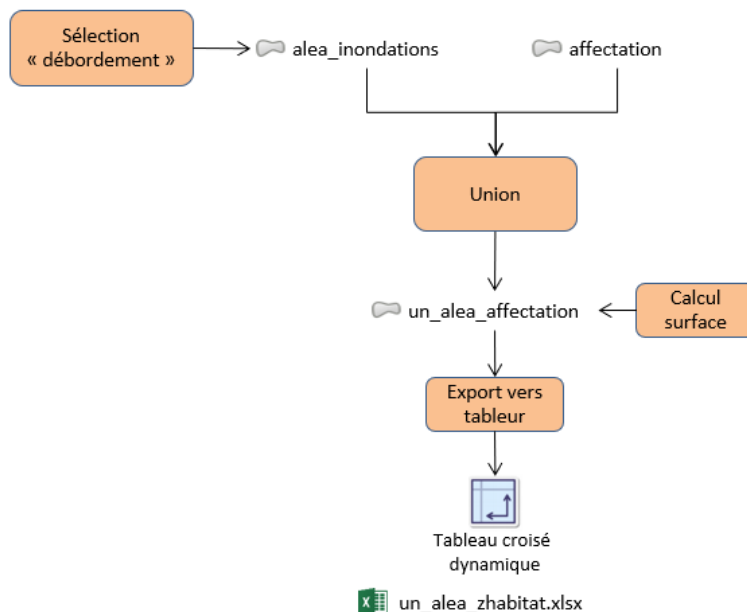 Sélection
« débordement »
alea_inondations
affectation
Union
un_alea_affectation
Calcul
surface
Export vers
tableur
Tableau croisé
dynamique
un_alea_zhabitat.xlsx